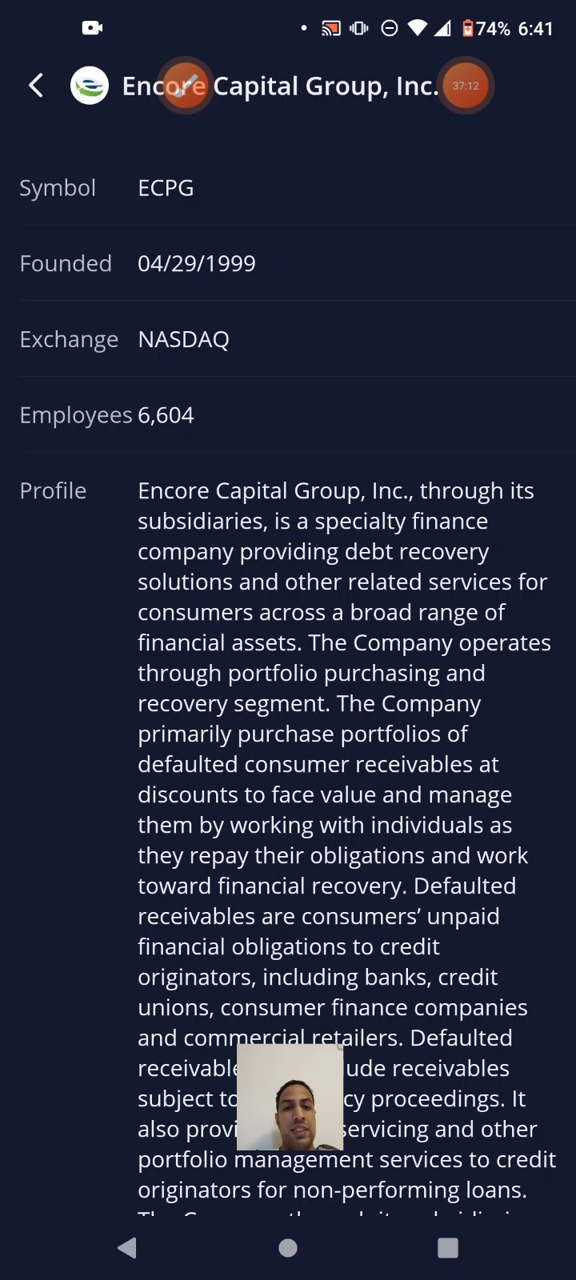 74% 6:41
Encore Capital Group, Inc.
37:12
Symbol ECPG
Founded 04/29/1999
Exchange NASDAQ
Employees 6,604
Profile Encore Capital Group, Inc., through its
subsidiaries, is a specialty finance
company providing debt recovery
solutions and other related services for
consumers across a broad range of
financial assets. The Company operates
through portfolio purchasing and
recovery segment. The Company
primarily purchase portfolios of
defaulted consumer receivables at
discounts to face value and manage
them by working with individuals as
they repay their obligations and work
toward financial recovery. Defaulted
receivables are consumers’ unpaid
financial obligations to credit
originators, including banks, credit
unions, consumer finance companies
and commercial retailers. Defaulted
receivable ude receivables
subject to cy proceedings. It
also provi servicing and other
portfolio management services to credit
originators for non-performing loans.